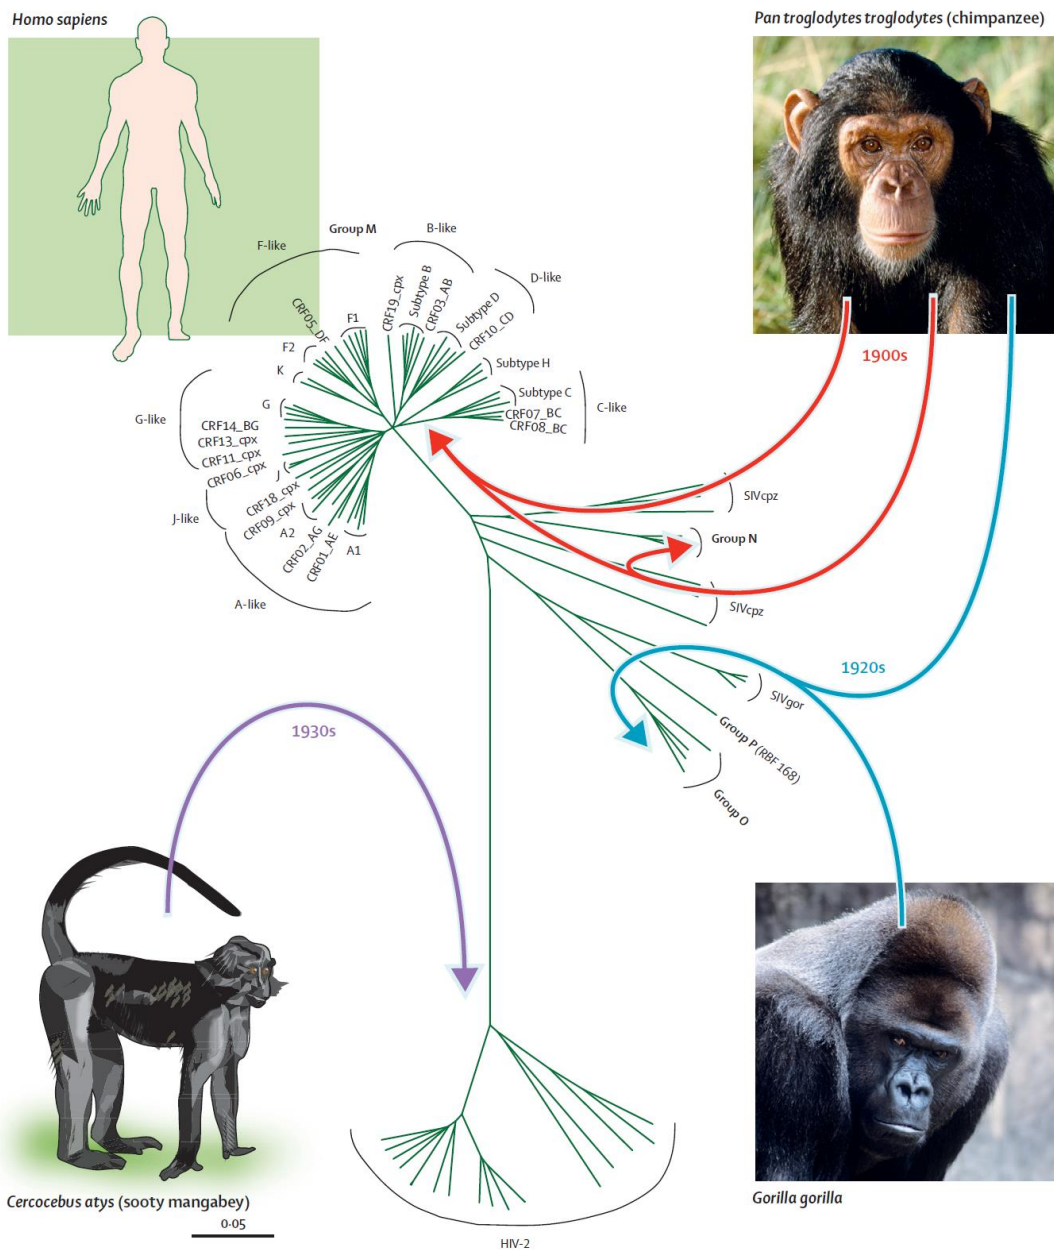 Homo sapiens
Pan troglodytes troglodytes (chimpanzee)
Group M
B-like
F-like
D-like
CRF19_cpx
Subtype B
CRF03_AB
Subtype D
CRF10_CD
CRF05_DF
F1
F2
K
Subtype H
Subtype C
CRF07_BC
CRF08_BC
C-like
G
G-like
CRF14_BG
CRF13_cpx
CRF11_cpx
CRF06_cpx
J-like
CRF18_cpx
CRF09_cpx
A2
CRF02_AG
CRF01_AE
A1
A-like
1900s
SIVcpz
Group N
SIVcpz
1920s
SIVgor
Group P (RBF 168)
Group O
1930s
Cercocebus atys (sooty mangabey)
0·05
HIV-2
Gorilla gorilla